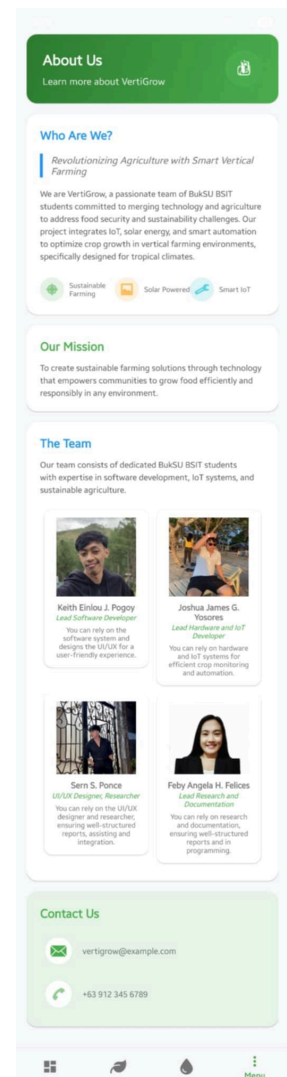 About Us
Learn more about VertiGrow
Who Are We?
Revolutionizing Agriculture with Smart Vertical
Farming
We are VertiGrow, a passionate team of BukSU BSIT
students committed to merging technology and agriculture
to address food security and sustainability challenges. Our
project integrates IoT, solar energy, and smart automation
to optimize crop growth in vertical farming environments,
specifically designed for tropical climates.
Sustainable
Farming
Solar Powered
Smart IoT
Our Mission
To create sustainable farming solutions through technology
that empowers communities to grow food efficiently and
responsibly in any environment.
The Team
Our team consists of dedicated BukSU BSIT students
with expertise in software development, IoT systems, and
sustainable agriculture.
Keith Einlou J. Pogoy
Lead Software Developer
You can rely on the
software system and
designs the UI/UX for a
user-friendly experience.
Joshua James G.
Yosores
Lead Hardware and IoT
Developer
You can rely on hardware
and IoT systems for
efficient crop monitoring
and automation.
Sern S. Ponce
UI/UX Designer, Researcher
You can rely on the UI/UX
designer and researcher,
ensuring well-structured
reports, assisting and
integration.
Feby Angela H. Felices
Lead Research and
Documentation
You can rely on research
and documentation,
ensuring well-structured
reports and in
programming.
Contact Us
vertigrow@example.com
+63 912 345 6789
Menu